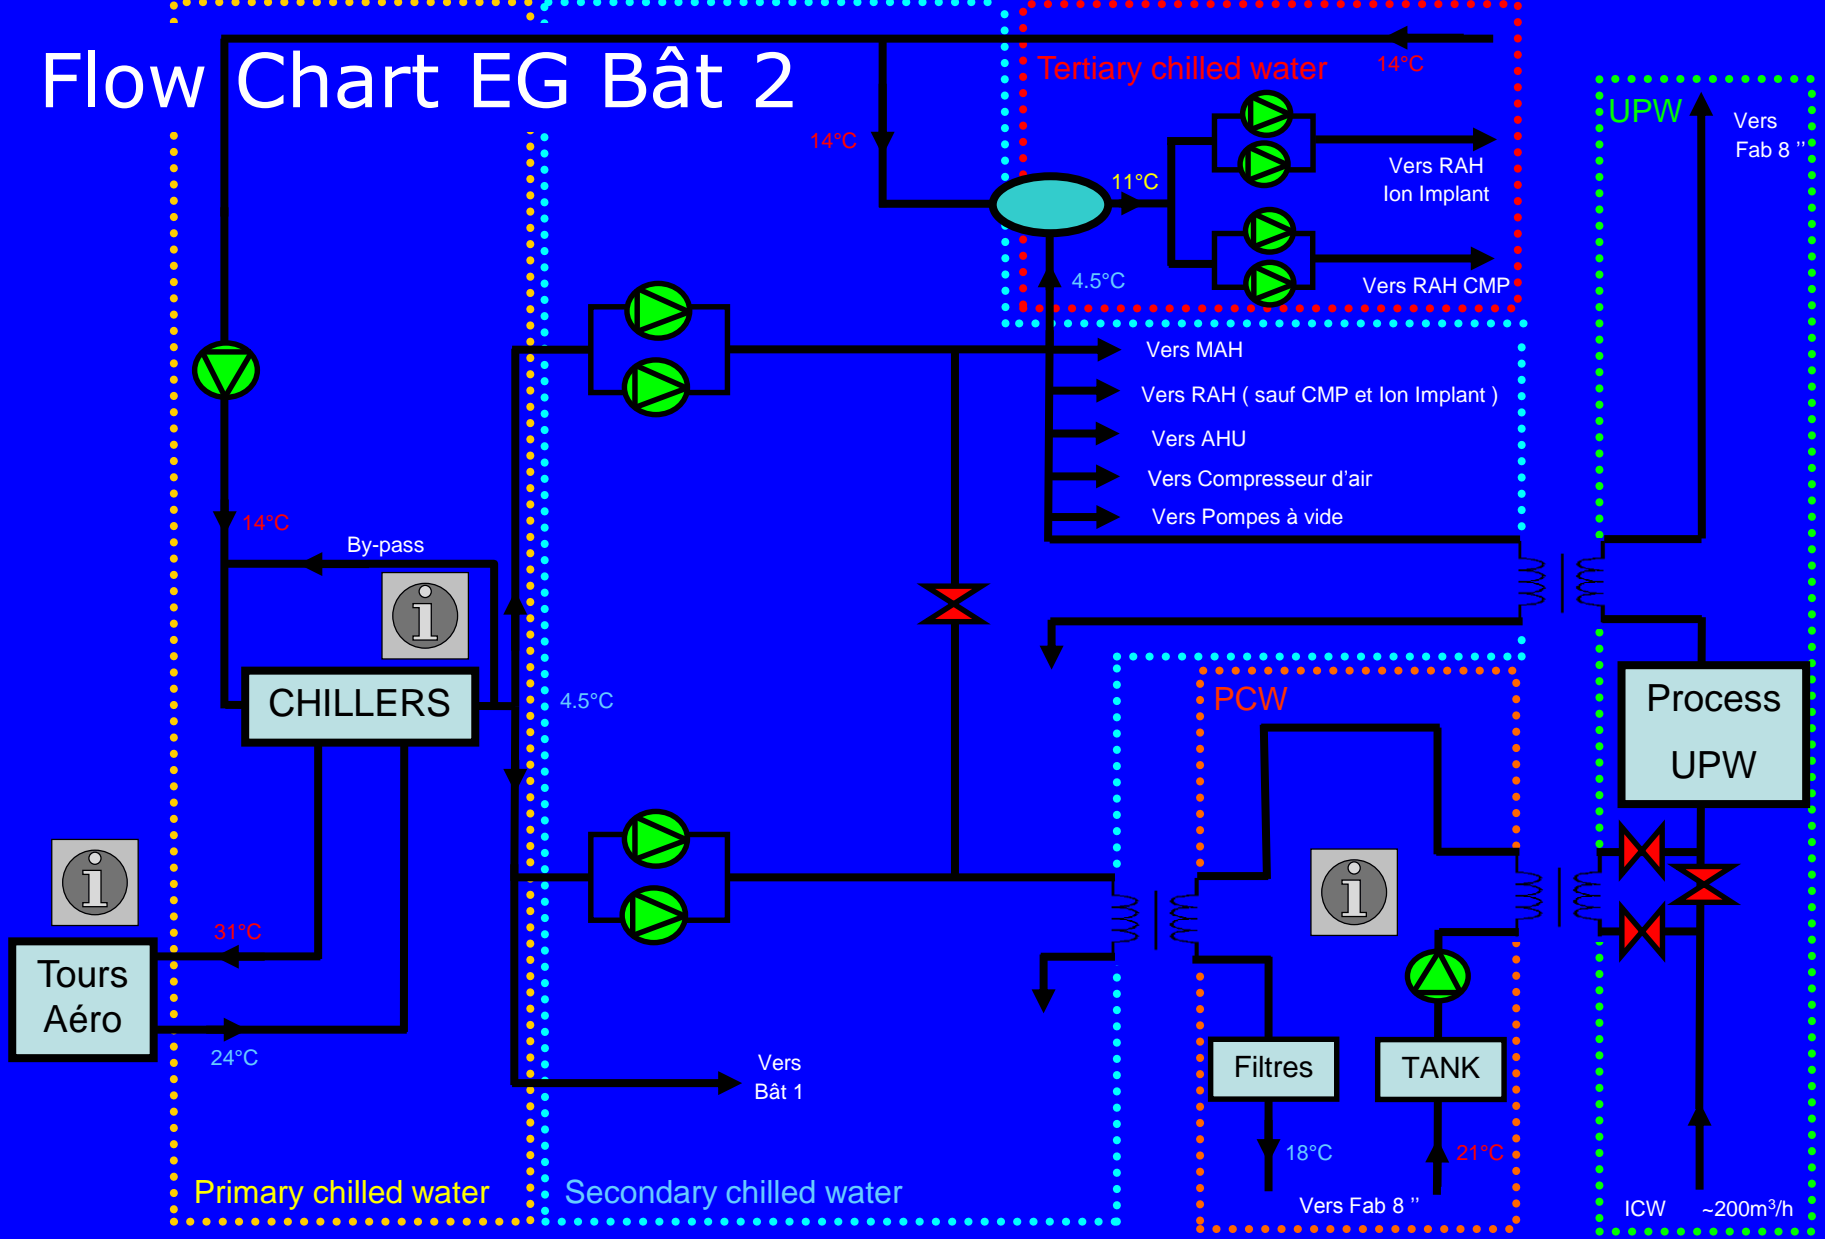 Flow Chart EG Bât 2
Tertiary chilled water
14°C
UPW
Vers
Fab 8 ’’
14°C
11°C
Vers RAH
Ion Implant
4.5°C
Vers RAH CMP
Vers MAH
Vers RAH ( sauf CMP et Ion Implant )
Vers AHU
Vers Compresseur d’air
Vers Pompes à vide
14°C
By-pass
i
CHILLERS
4.5°C
PCW
Process
UPW
i
i
31°C
Tours
Aéro
24°C
Vers
Bât 1
Filtres
TANK
18°C
21°C
Vers Fab 8 ’’
Primary chilled water
Secondary chilled water
ICW ~200m³/h